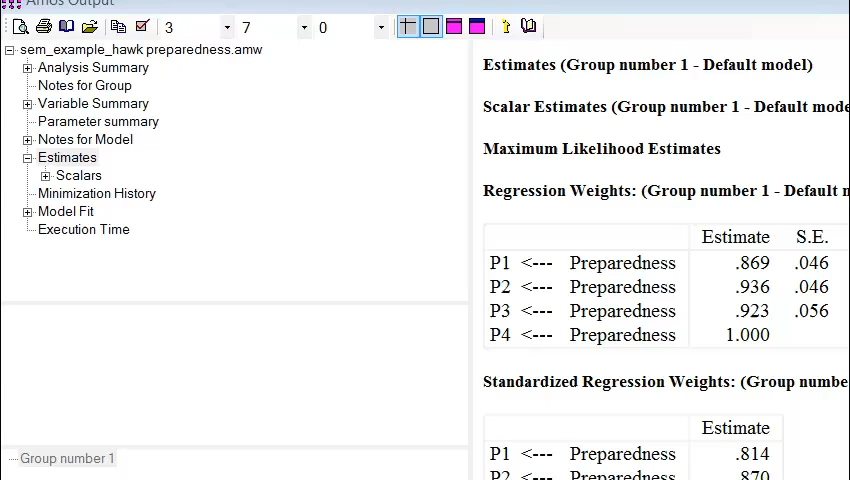 Amos Output
3 7 0
sem_example_hawk preparedness.amw
Analysis Summary
Notes for Group
Variable Summary
Parameter summary
Notes for Model
Estimates
Scalars
Minimization History
Model Fit
Execution Time
Group number 1
Estimates (Group number 1 - Default model)
Scalar Estimates (Group number 1 - Default mode
Maximum Likelihood Estimates
Regression Weights: (Group number 1 - Default m
Estimate S.E.
P1 <--- Preparedness .869 .046
P2 <--- Preparedness .936 .046
P3 <--- Preparedness .923 .056
P4 <--- Preparedness 1.000
Standardized Regression Weights: (Group numbe
Estimate
P1 <--- Preparedness .814
P2 <--- Preparedness .870